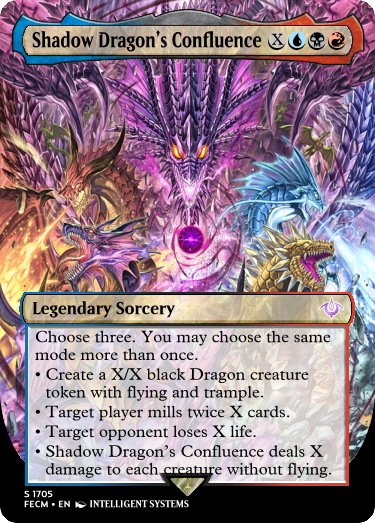 Shadow Dragon's Confluence X
Legendary Sorcery
Choose three. You may choose the same
mode more than once.
• Create a X/X black Dragon creature
token with flying and trample.
• Target player mills twice X cards.
• Target opponent loses X life.
• Shadow Dragon's Confluence deals X
damage to each creature without flying.
S 1705
FECM • EN INTELLIGENT SYSTEMS